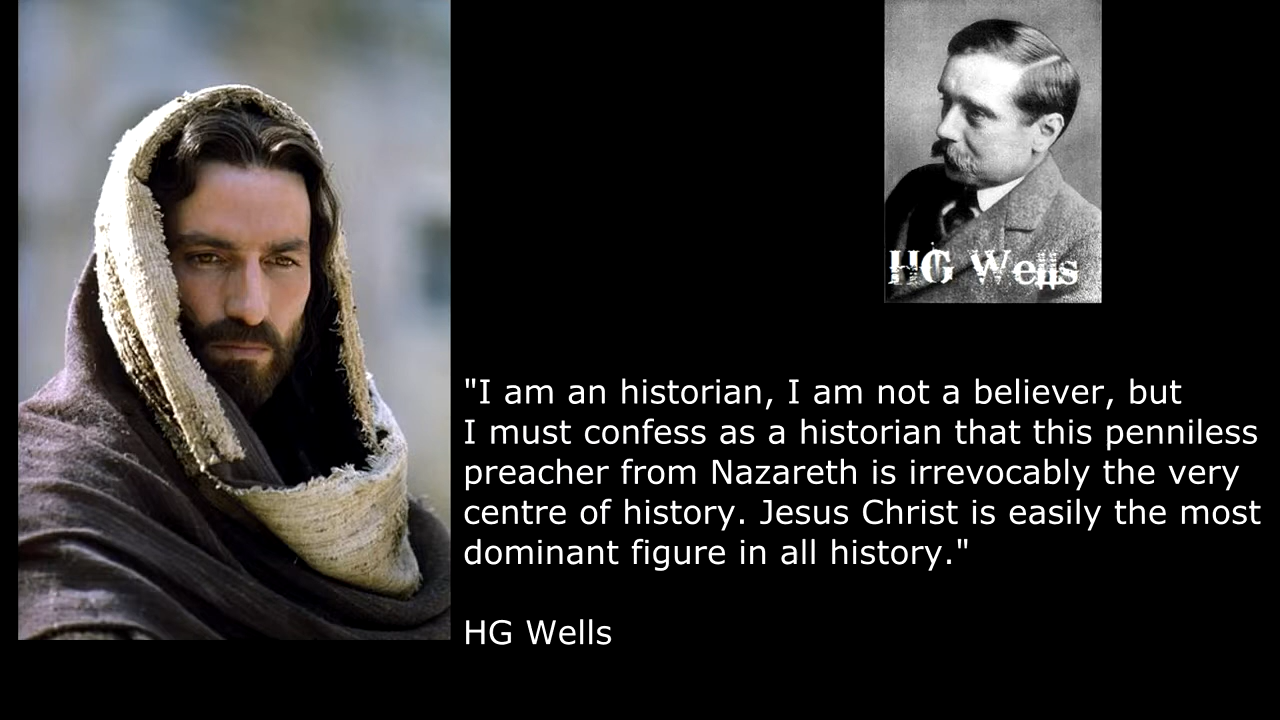 HG Wells
"I am an historian, I am not a believer, but
I must confess as a historian that this penniless
preacher from Nazareth is irrevocably the very
centre of history. Jesus Christ is easily the most
dominant figure in all history."
HG Wells